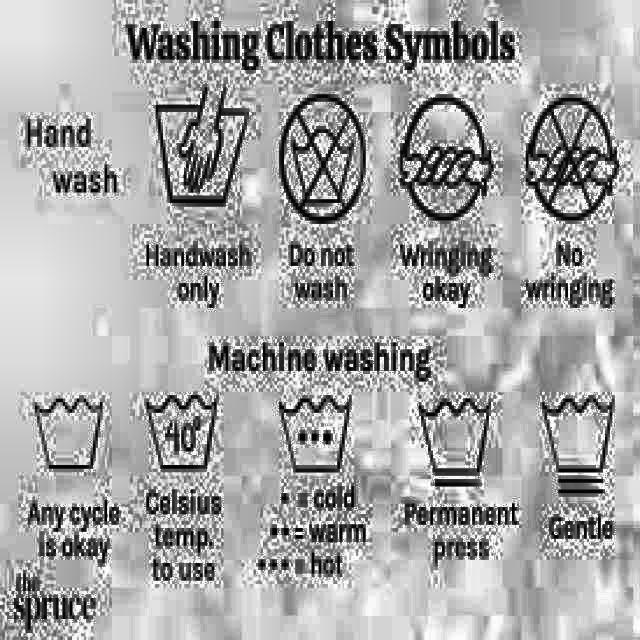 Washing Clothes Symbols
Hand
wash
Handwash
only
Do not
wash
Wringing
okay
No
wringing
Machine washing
40°
Any cycle
is okay
Celsius
temp.
to use
• = cold
•• = warm
••• = hot
Permanent
press
Gentle
the
spruce